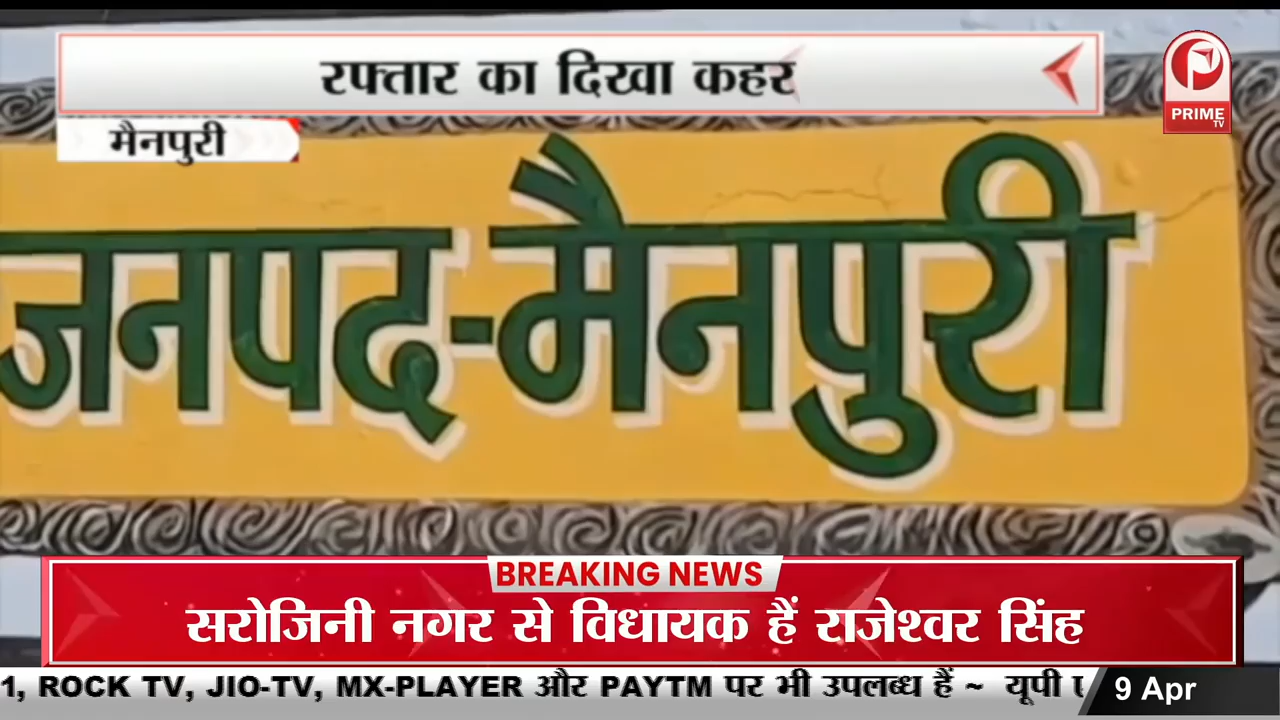 रफ्तार का दिखा कहर
PRIME
TV
मैनपुरी
जनपद-मैनपुरी
BREAKING NEWS
सरोजिनी नगर से विधायक हैं राजेश्वर सिंह
1, ROCK TV, JIO-TV, MX-PLAYER और PAYTM पर भी उपलब्ध हैं ~ यूपी
9 Apr